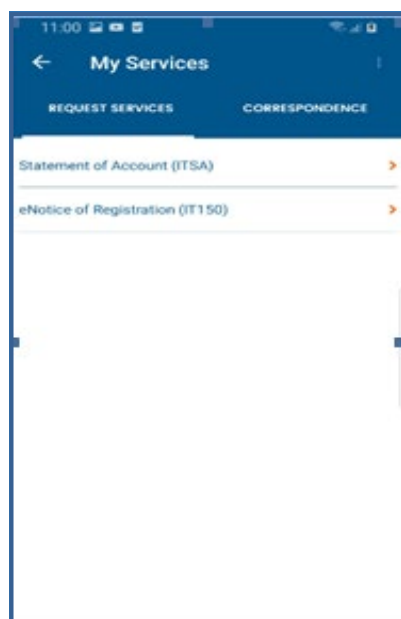 11:00
My Services
REQUEST SERVICES CORRESPONDENCE
Statement of Account (ITSA)
eNotice of Registration (IT150)